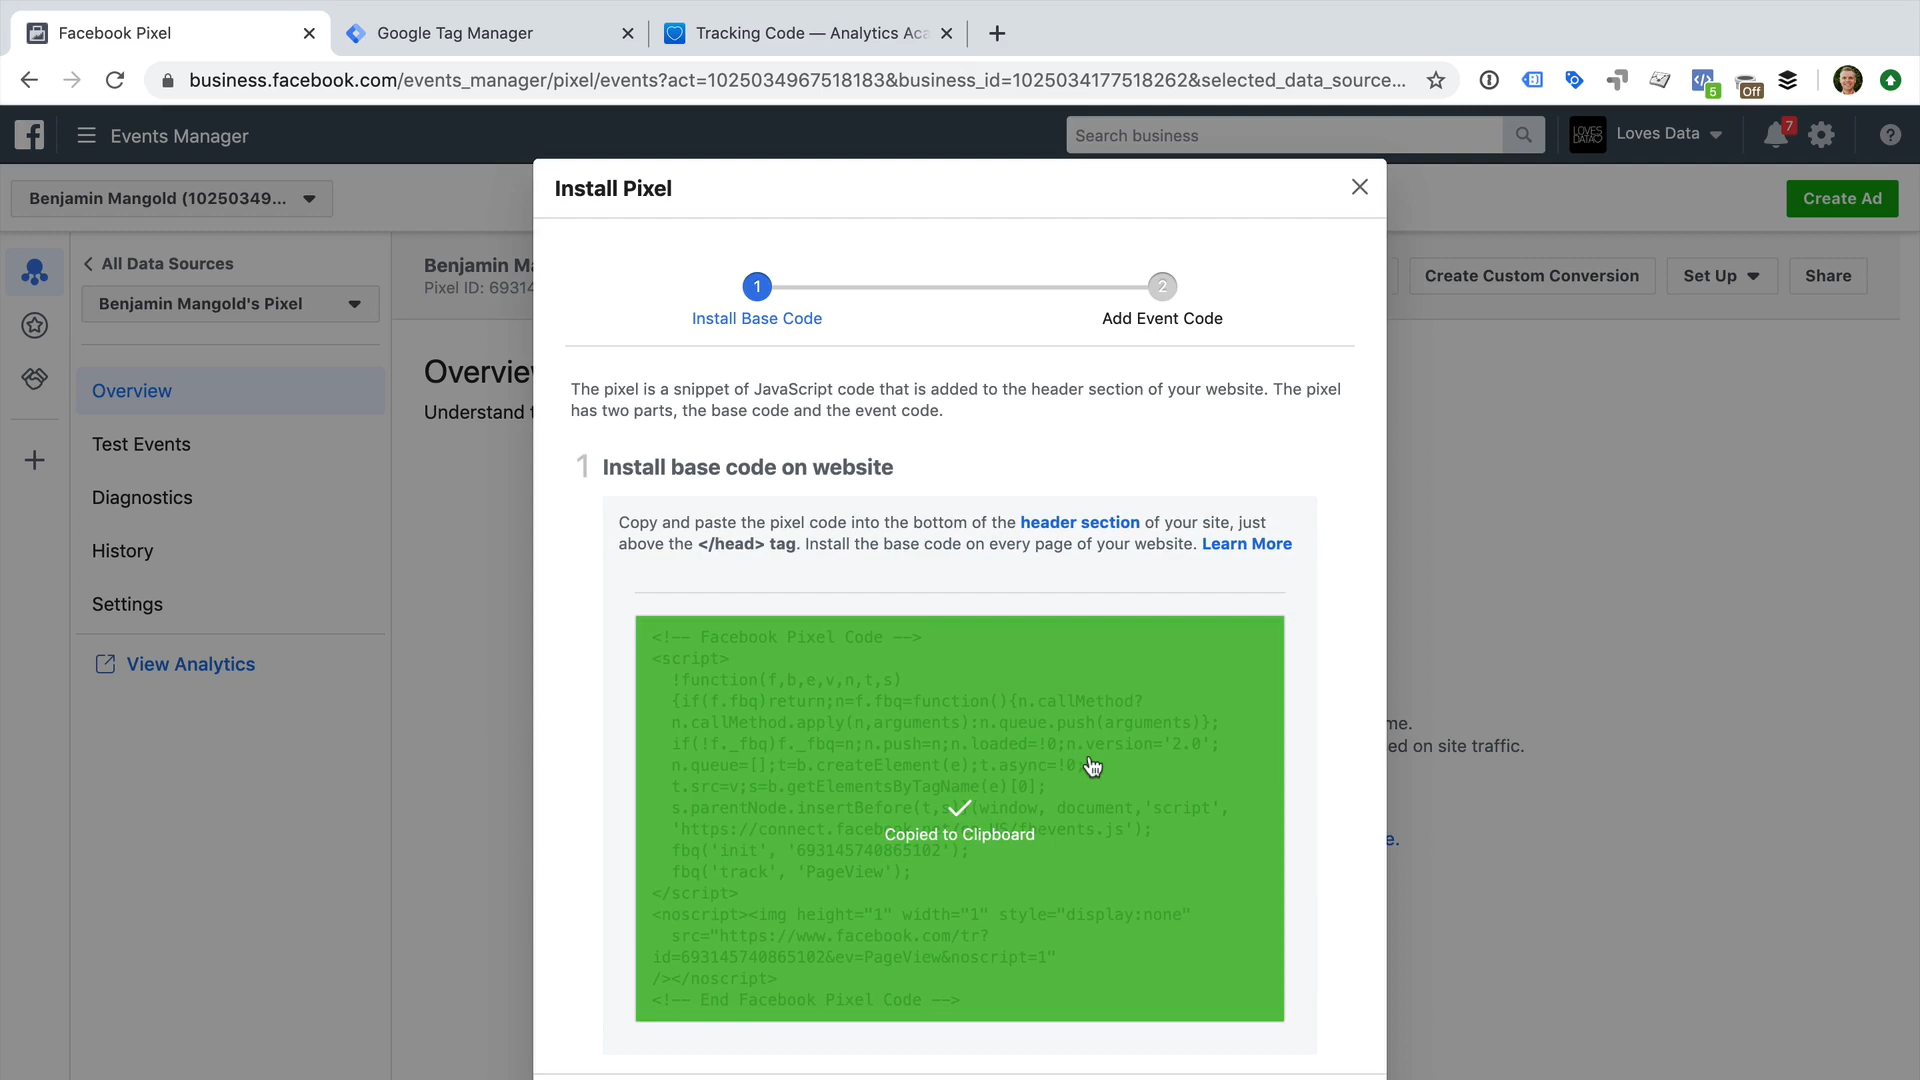 Facebook Pixel
Google Tag Manager
Tracking Code — Analytics Aca
business.facebook.com/events_manager/pixel/events?act=1025034967518183&business_id=1025034177518262&selected_data_source...
5
Off
Events Manager
Search business
LOVES DATA
Loves Data
7
Benjamin Mangold (10250349...
Create Ad
Install Pixel
All Data Sources
Benjamin Mangold's Pixel
Benjamin Ma
Pixel ID: 69314
Create Custom Conversion
Set Up
Share
1
2
Install Base Code
Add Event Code
Overview
Test Events
Diagnostics
History
Settings
View Analytics
Overview
Understand t
The pixel is a snippet of JavaScript code that is added to the header section of your website. The pixel
has two parts, the base code and the event code.
1 Install base code on website
Copy and paste the pixel code into the bottom of the header section of your site, just
above the </head> tag. Install the base code on every page of your website. Learn More
<!-- Facebook Pixel Code -->
<script>
!function(f,b,e,v,n,t,s)
{if(f.fbq)return;n=f.fbq=function(){n.callMethod?
n.callMethod.apply(n,arguments):n.queue.push(arguments)};
if(!f._fbq)f._fbq=n;n.push=n;n.loaded=!0;n.version='2.0';
n.queue=[];t=b.createElement(e);t.async=!0
t.src=v;s=b.getElementsByTagName(e)[0];
s.parentNode.insertBefore(t,s)}(window, document,'script',
'https://connect.facebook.net/en_US/fbevents.js');
Copied to Clipboard
fbq('init', '693145740865102');
fbq('track', 'PageView');
</script>
<noscript><img height="1" width="1" style="display:none"
src="https://www.facebook.com/tr?
id=693145740865102&ev=PageView&noscript=1"
/></noscript>
<!-- End Facebook Pixel Code -->
me.
ed on site traffic.
e.